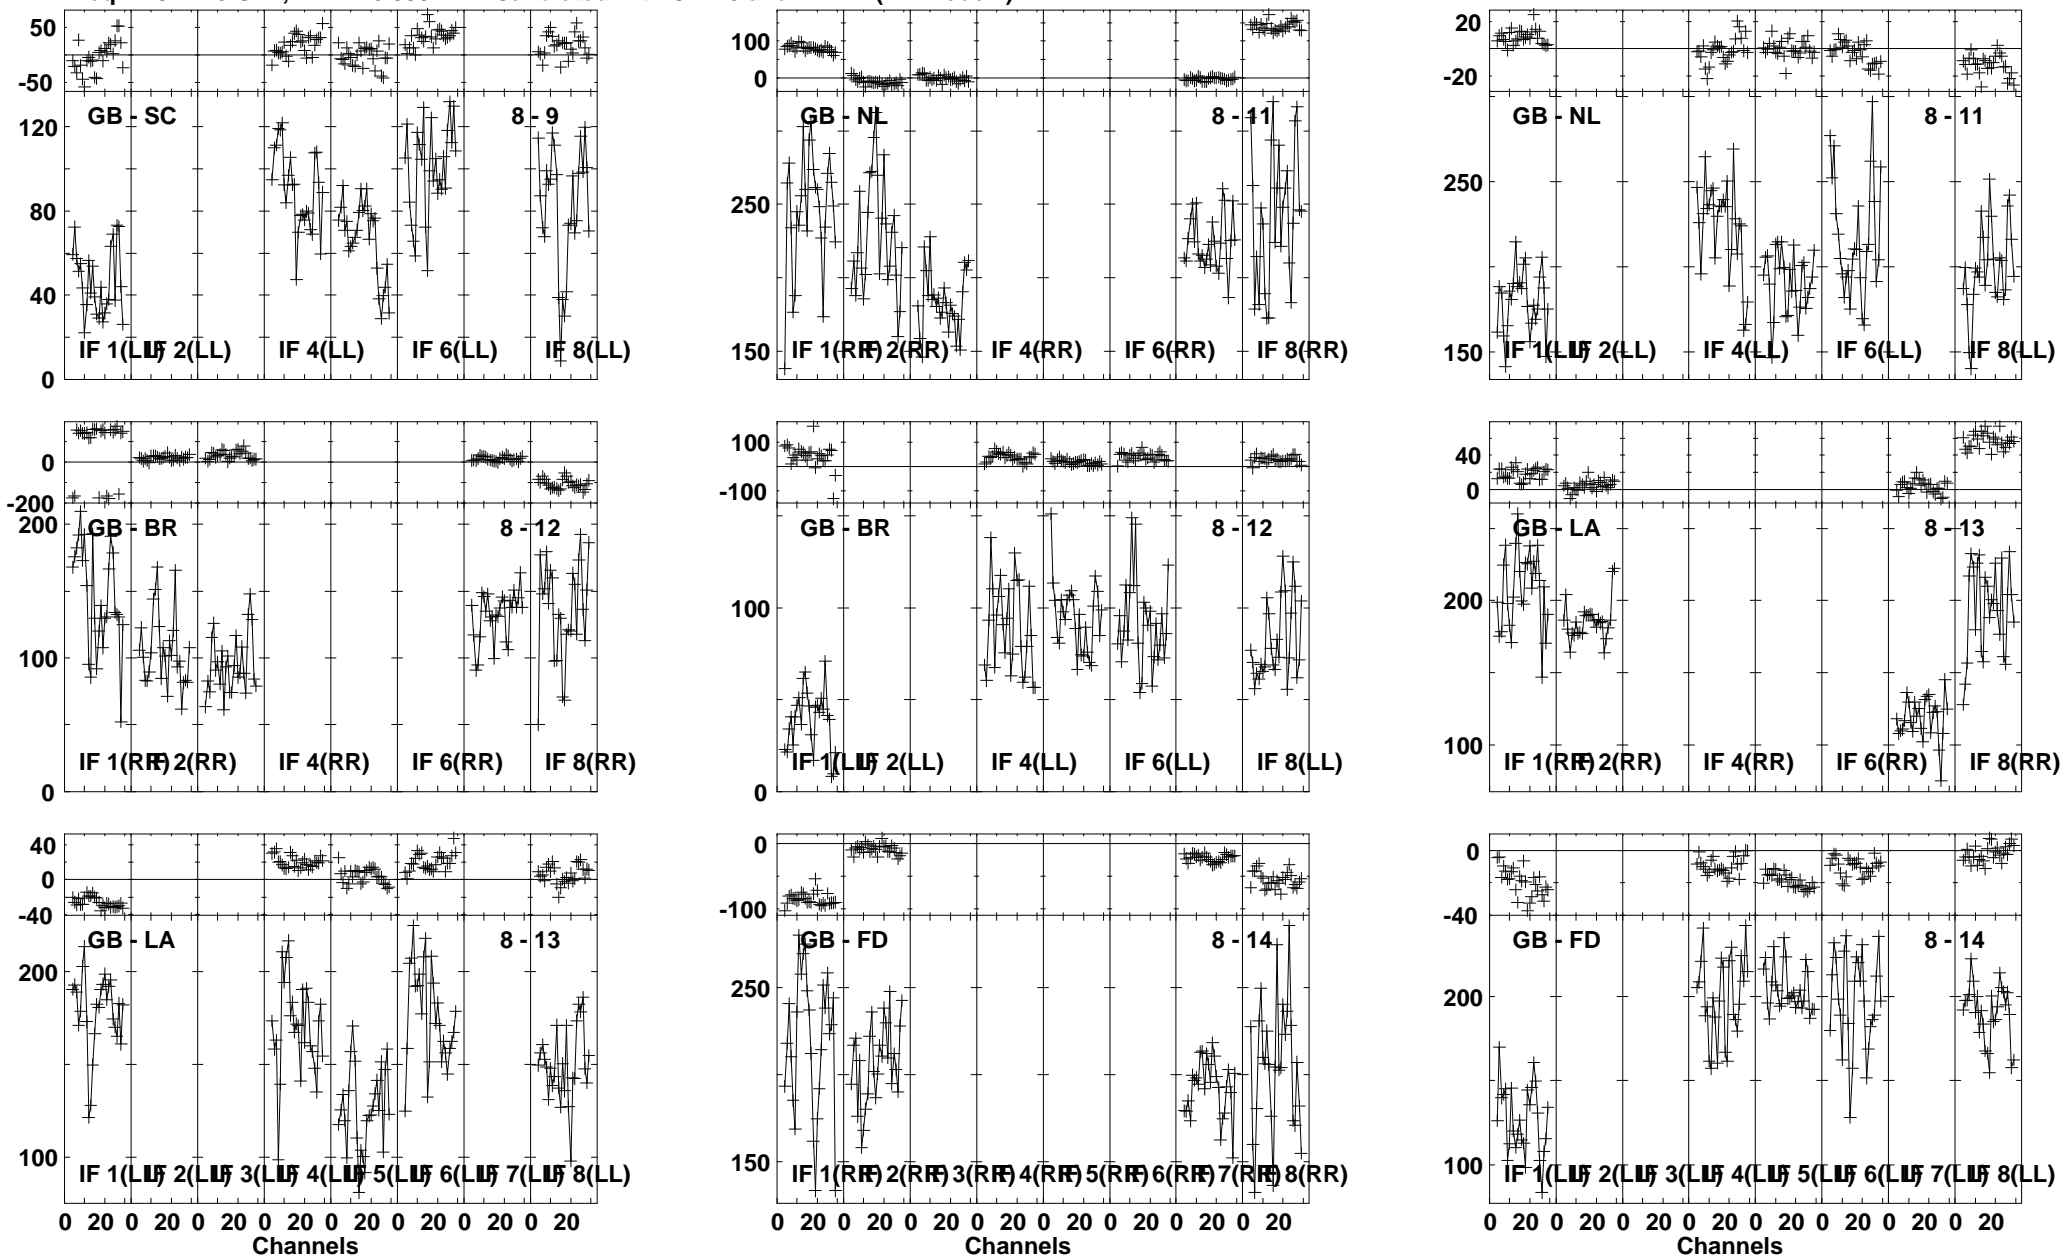 50
-50
GB - SC
8 - 9
120
80
40
0
IF 1(LL)
IF 2(LL)
IF 4(LL)
IF 6(LL)
IF 8(LL)
100
0
GB - NL
8 - 11
250
150
IF 1(RR)
IF 2(RR)
IF 4(RR)
IF 6(RR)
IF 8(RR)
20
-20
GB - NL
8 - 11
250
150
IF 1(LL)
IF 2(LL)
IF 4(LL)
IF 6(LL)
IF 8(LL)
0
-200
200
GB - BR
8 - 12
100
0
IF 1(RR)
IF 2(RR)
IF 4(RR)
IF 6(RR)
IF 8(RR)
100
-100
GB - BR
8 - 12
100
0
IF 1(LL)
IF 2(LL)
IF 4(LL)
IF 6(LL)
IF 8(LL)
40
0
GB - LA
8 - 13
200
100
IF 1(RR)
IF 2(RR)
IF 4(RR)
IF 6(RR)
IF 8(RR)
40
0
-40
GB - LA
8 - 13
200
100
IF 1(LL)
IF 2(LL)
IF 3(LL)
IF 4(LL)
IF 5(LL)
IF 6(LL)
IF 7(LL)
IF 8(LL)
0 20 0 20 0 20 0 20 0 20 0 20 0 20 0 20
Channels
0
-100
GB - FD
8 - 14
250
150
IF 1(RR)
IF 2(RR)
IF 3(RR)
IF 4(RR)
IF 5(RR)
IF 6(RR)
IF 7(RR)
IF 8(RR)
0 20 0 20 0 20 0 20 0 20 0 20 0 20 0 20
Channels
0
-40
GB - FD
8 - 14
200
100
IF 1(LL)
IF 2(LL)
IF 3(LL)
IF 4(LL)
IF 5(LL)
IF 6(LL)
IF 7(LL)
IF 8(LL)
0 20 0 20 0 20 0 20 0 20 0 20 0 20 0 20
Channels